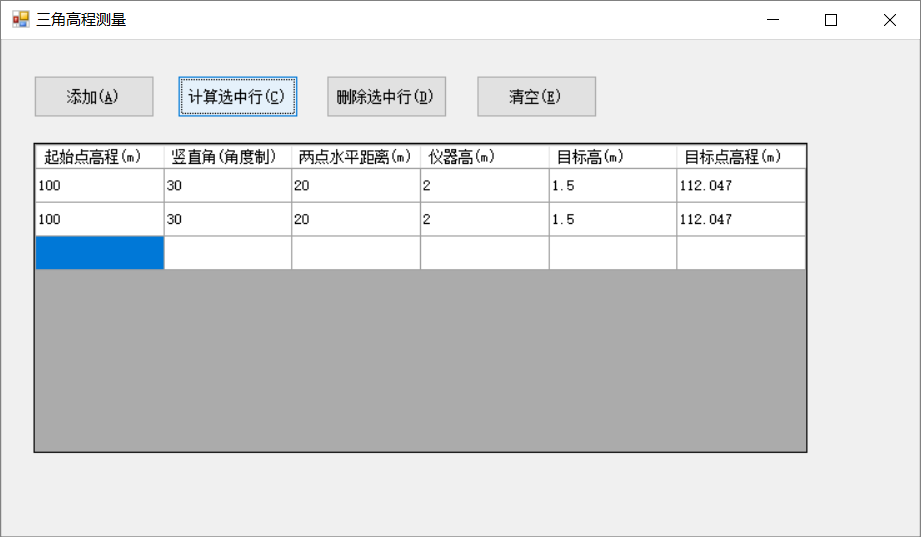 三角高程测量
添加(A) 计算选中行(C) 删除选中行(D) 清空(E)
起始点高程(m) 竖直角(角度制) 两点水平距离(m) 仪器高(m) 目标高(m) 目标点高程(m)
100 30 20 2 1.5 112.047
100 30 20 2 1.5 112.047